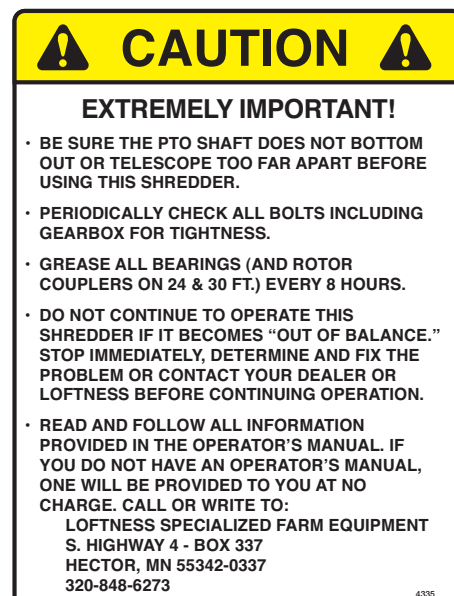 CAUTION
EXTREMELY IMPORTANT!
• BE SURE THE PTO SHAFT DOES NOT BOTTOM
OUT OR TELESCOPE TOO FAR APART BEFORE
USING THIS SHREDDER.
• PERIODICALLY CHECK ALL BOLTS INCLUDING
GEARBOX FOR TIGHTNESS.
• GREASE ALL BEARINGS (AND ROTOR
COUPLERS ON 24 & 30 FT.) EVERY 8 HOURS.
• DO NOT CONTINUE TO OPERATE THIS
SHREDDER IF IT BECOMES “OUT OF BALANCE.”
STOP IMMEDIATELY, DETERMINE AND FIX THE
PROBLEM OR CONTACT YOUR DEALER OR
LOFTNESS BEFORE CONTINUING OPERATION.
• READ AND FOLLOW ALL INFORMATION
PROVIDED IN THE OPERATOR’S MANUAL. IF
YOU DO NOT HAVE AN OPERATOR’S MANUAL,
ONE WILL BE PROVIDED TO YOU AT NO
CHARGE. CALL OR WRITE TO:
LOFTNESS SPECIALIZED FARM EQUIPMENT
S. HIGHWAY 4 - BOX 337
HECTOR, MN 55342-0337
320-848-6273
4335